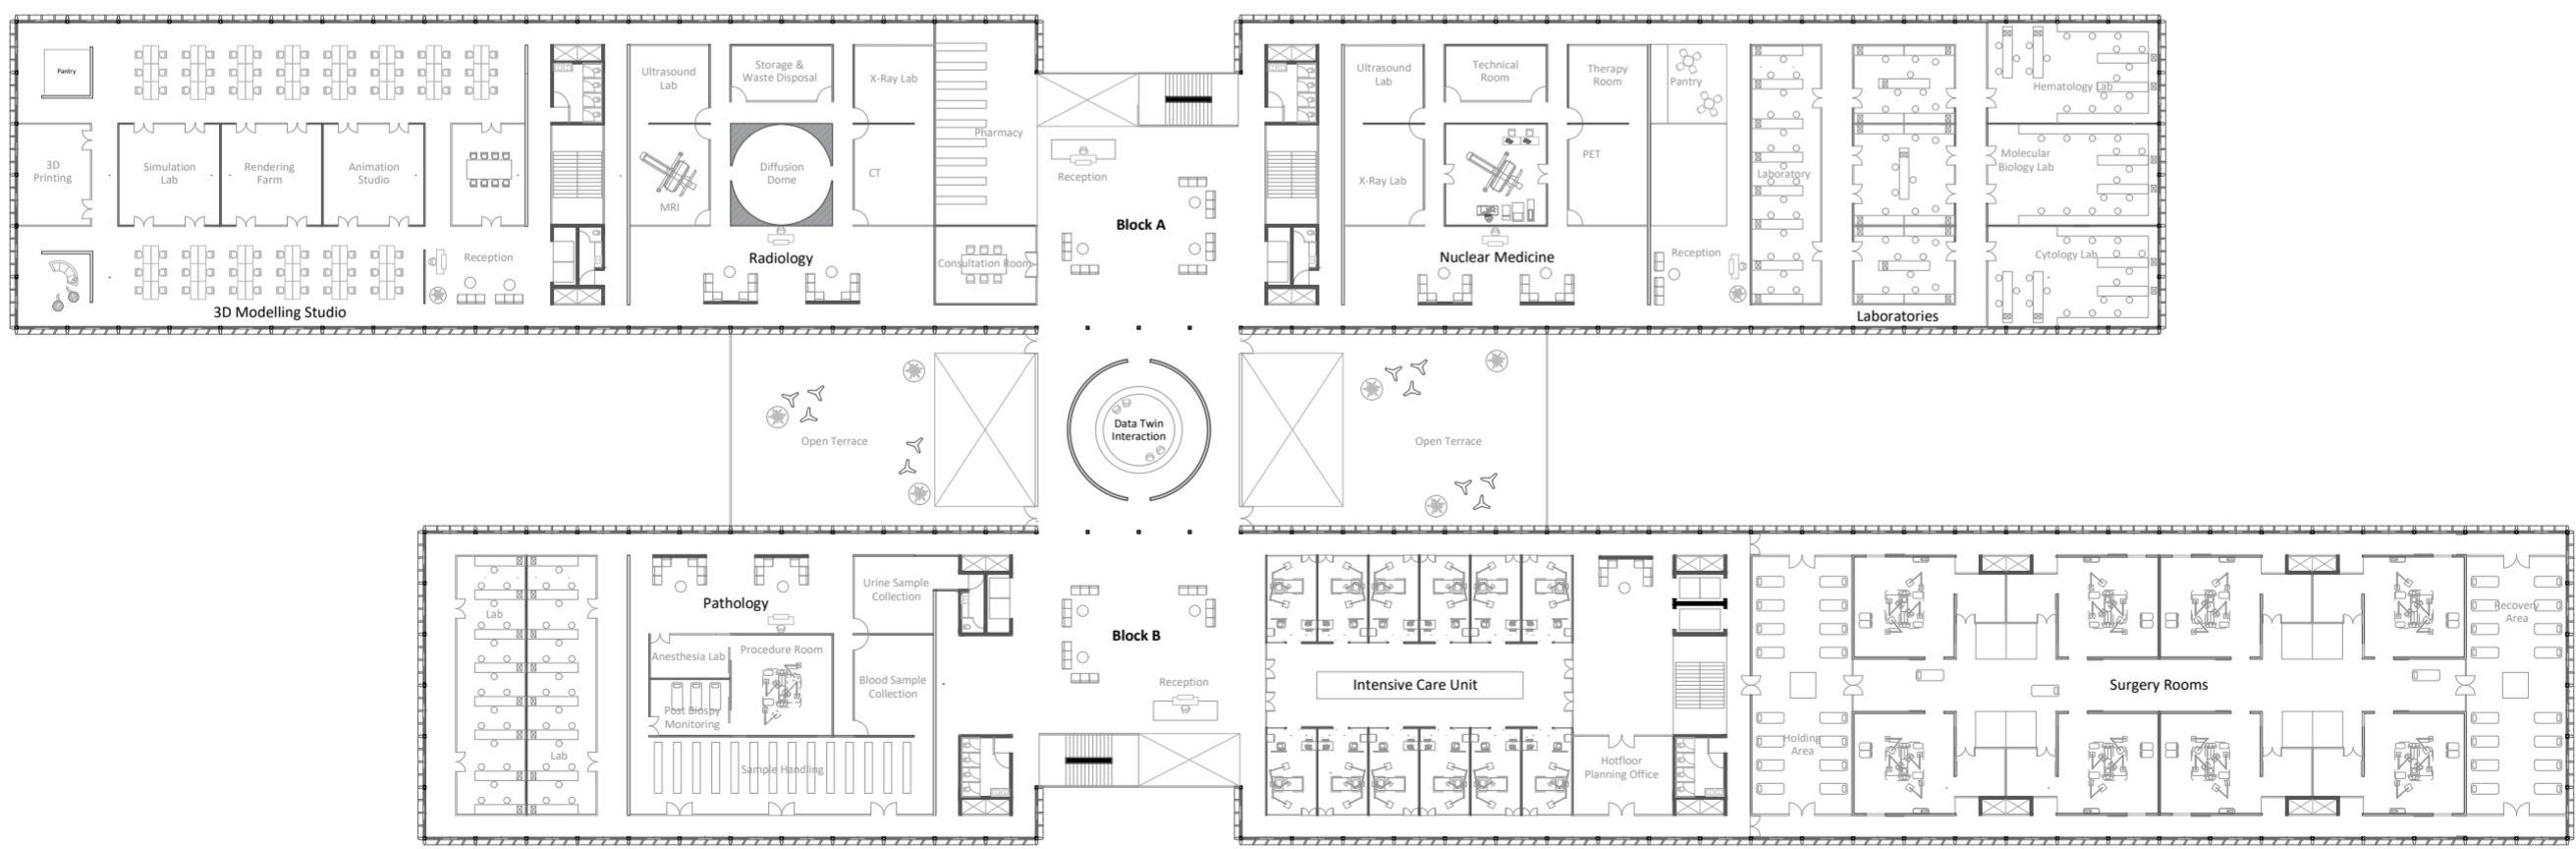 Pantry
3D
Printing
Simulation
Lab
Rendering
Farm
Animation
Studio
Reception
3D Modelling Studio
Ultrasound
Lab
Storage &
Waste Disposal
X-Ray Lab
MRI
Diffusion
Dome
CT
Pharmacy
Radiology
Consultation Room
Reception
Block A
Ultrasound
Lab
Technical
Room
Therapy
Room
Pantry
X-Ray Lab
PET
Nuclear Medicine
Reception
Laboratory
Hematology Lab
Molecular
Biology Lab
Cytology Lab
Laboratories
Open Terrace
Data Twin
Interaction
Open Terrace
Lab
Lab
Pathology
Urine Sample
Collection
Anesthesia Lab
Procedure Room
Post Biospy
Monitoring
Blood Sample
Collection
Sample Handling
Block B
Reception
Intensive Care Unit
Hotfloor
Planning Office
Holding
Area
Surgery Rooms
Recovery
Area